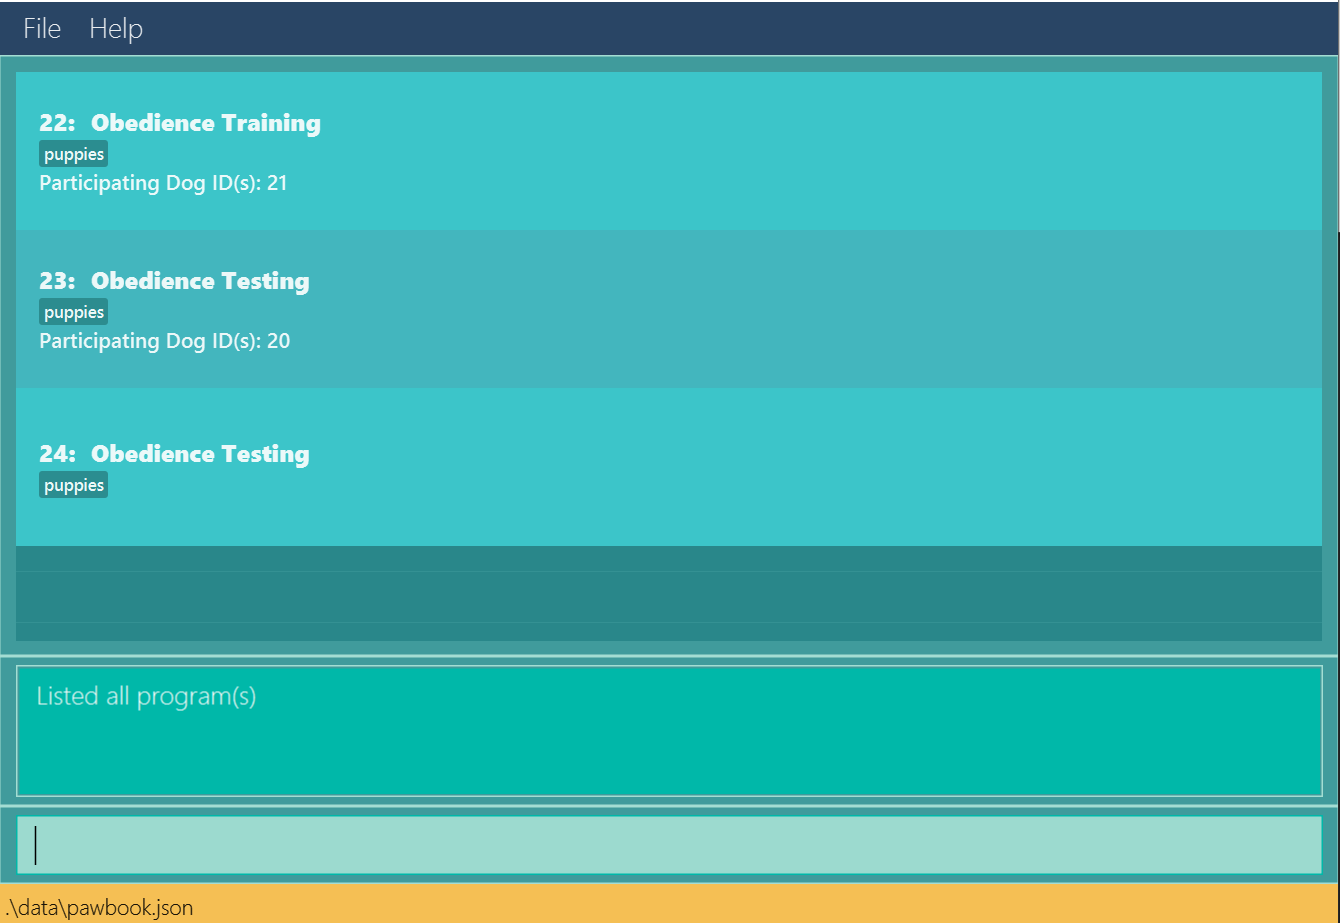 File Help
22: Obedience Training
puppies
Participating Dog ID(s): 21
23: Obedience Testing
puppies
Participating Dog ID(s): 20
24: Obedience Testing
puppies
Listed all program(s)
.\data\pawbook.json